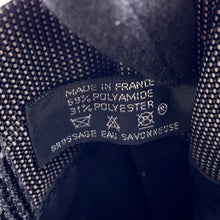 MADE IN FRANCE
69% POLYAMIDE
31% POLYESTER
BROSSAGE EAU SAVONNEUSE